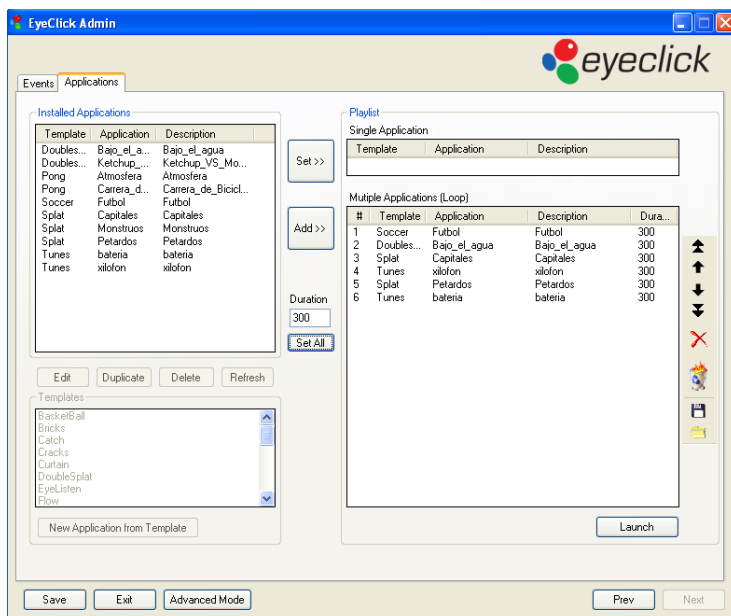 EyeClick Admin
eyeclick
Events Applications
Installed Applications
Template Application Description
Doubles... Bajo_el_a... Bajo_el_agua
Doubles... Ketchup_... Ketchup_VS_Mo...
Pong Atmosfera Atmosfera
Pong Carrera_d... Carrera_de_Bicicl...
Soccer Futbol Futbol
Splat Capitales Capitales
Splat Monstruos Monstruos
Splat Petardos Petardos
Tunes bateria bateria
Tunes xilofon xilofon
Edit Duplicate Delete Refresh
Templates
BasketBall
Bricks
Catch
Cracks
Curtain
DoubleSplat
EyeListen
Flow
New Application from Template
Set >>
Add >>
Duration
300
Set All
Playlist
Single Application
Template Application Description
Mutiple Applications (Loop)
# Template Application Description Dura...
1 Soccer Futbol Futbol 300
2 Doubles... Bajo_el_agua Bajo_el_agua 300
3 Splat Capitales Capitales 300
4 Tunes xilofon xilofon 300
5 Splat Petardos Petardos 300
6 Tunes bateria bateria 300
Launch
Save Exit Advanced Mode Prev Next